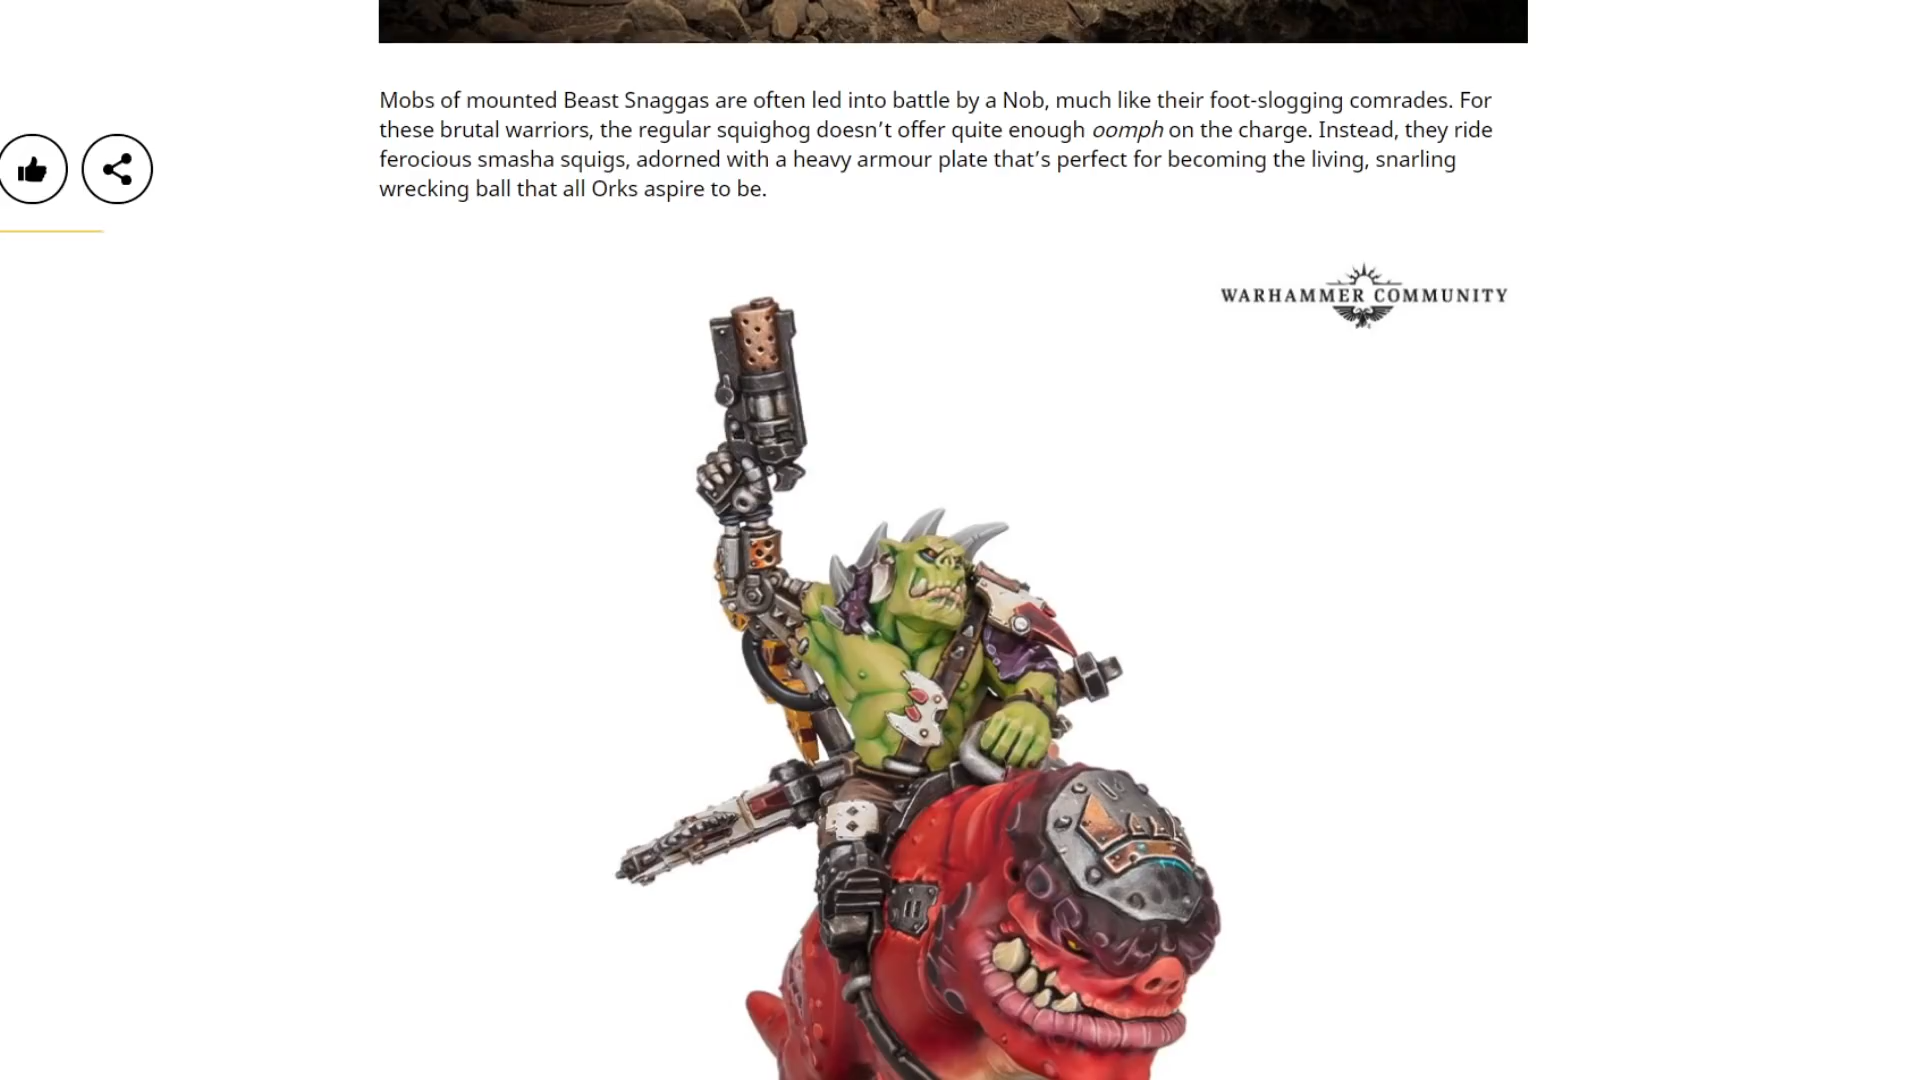 Mobs of mounted Beast Snaggas are often led into battle by a Nob, much like their foot-slogging comrades. For
these brutal warriors, the regular squighog doesn’t offer quite enough oomph on the charge. Instead, they ride
ferocious smasha squigs, adorned with a heavy armour plate that’s perfect for becoming the living, snarling
wrecking ball that all Orks aspire to be.
WARHAMMER COMMUNITY